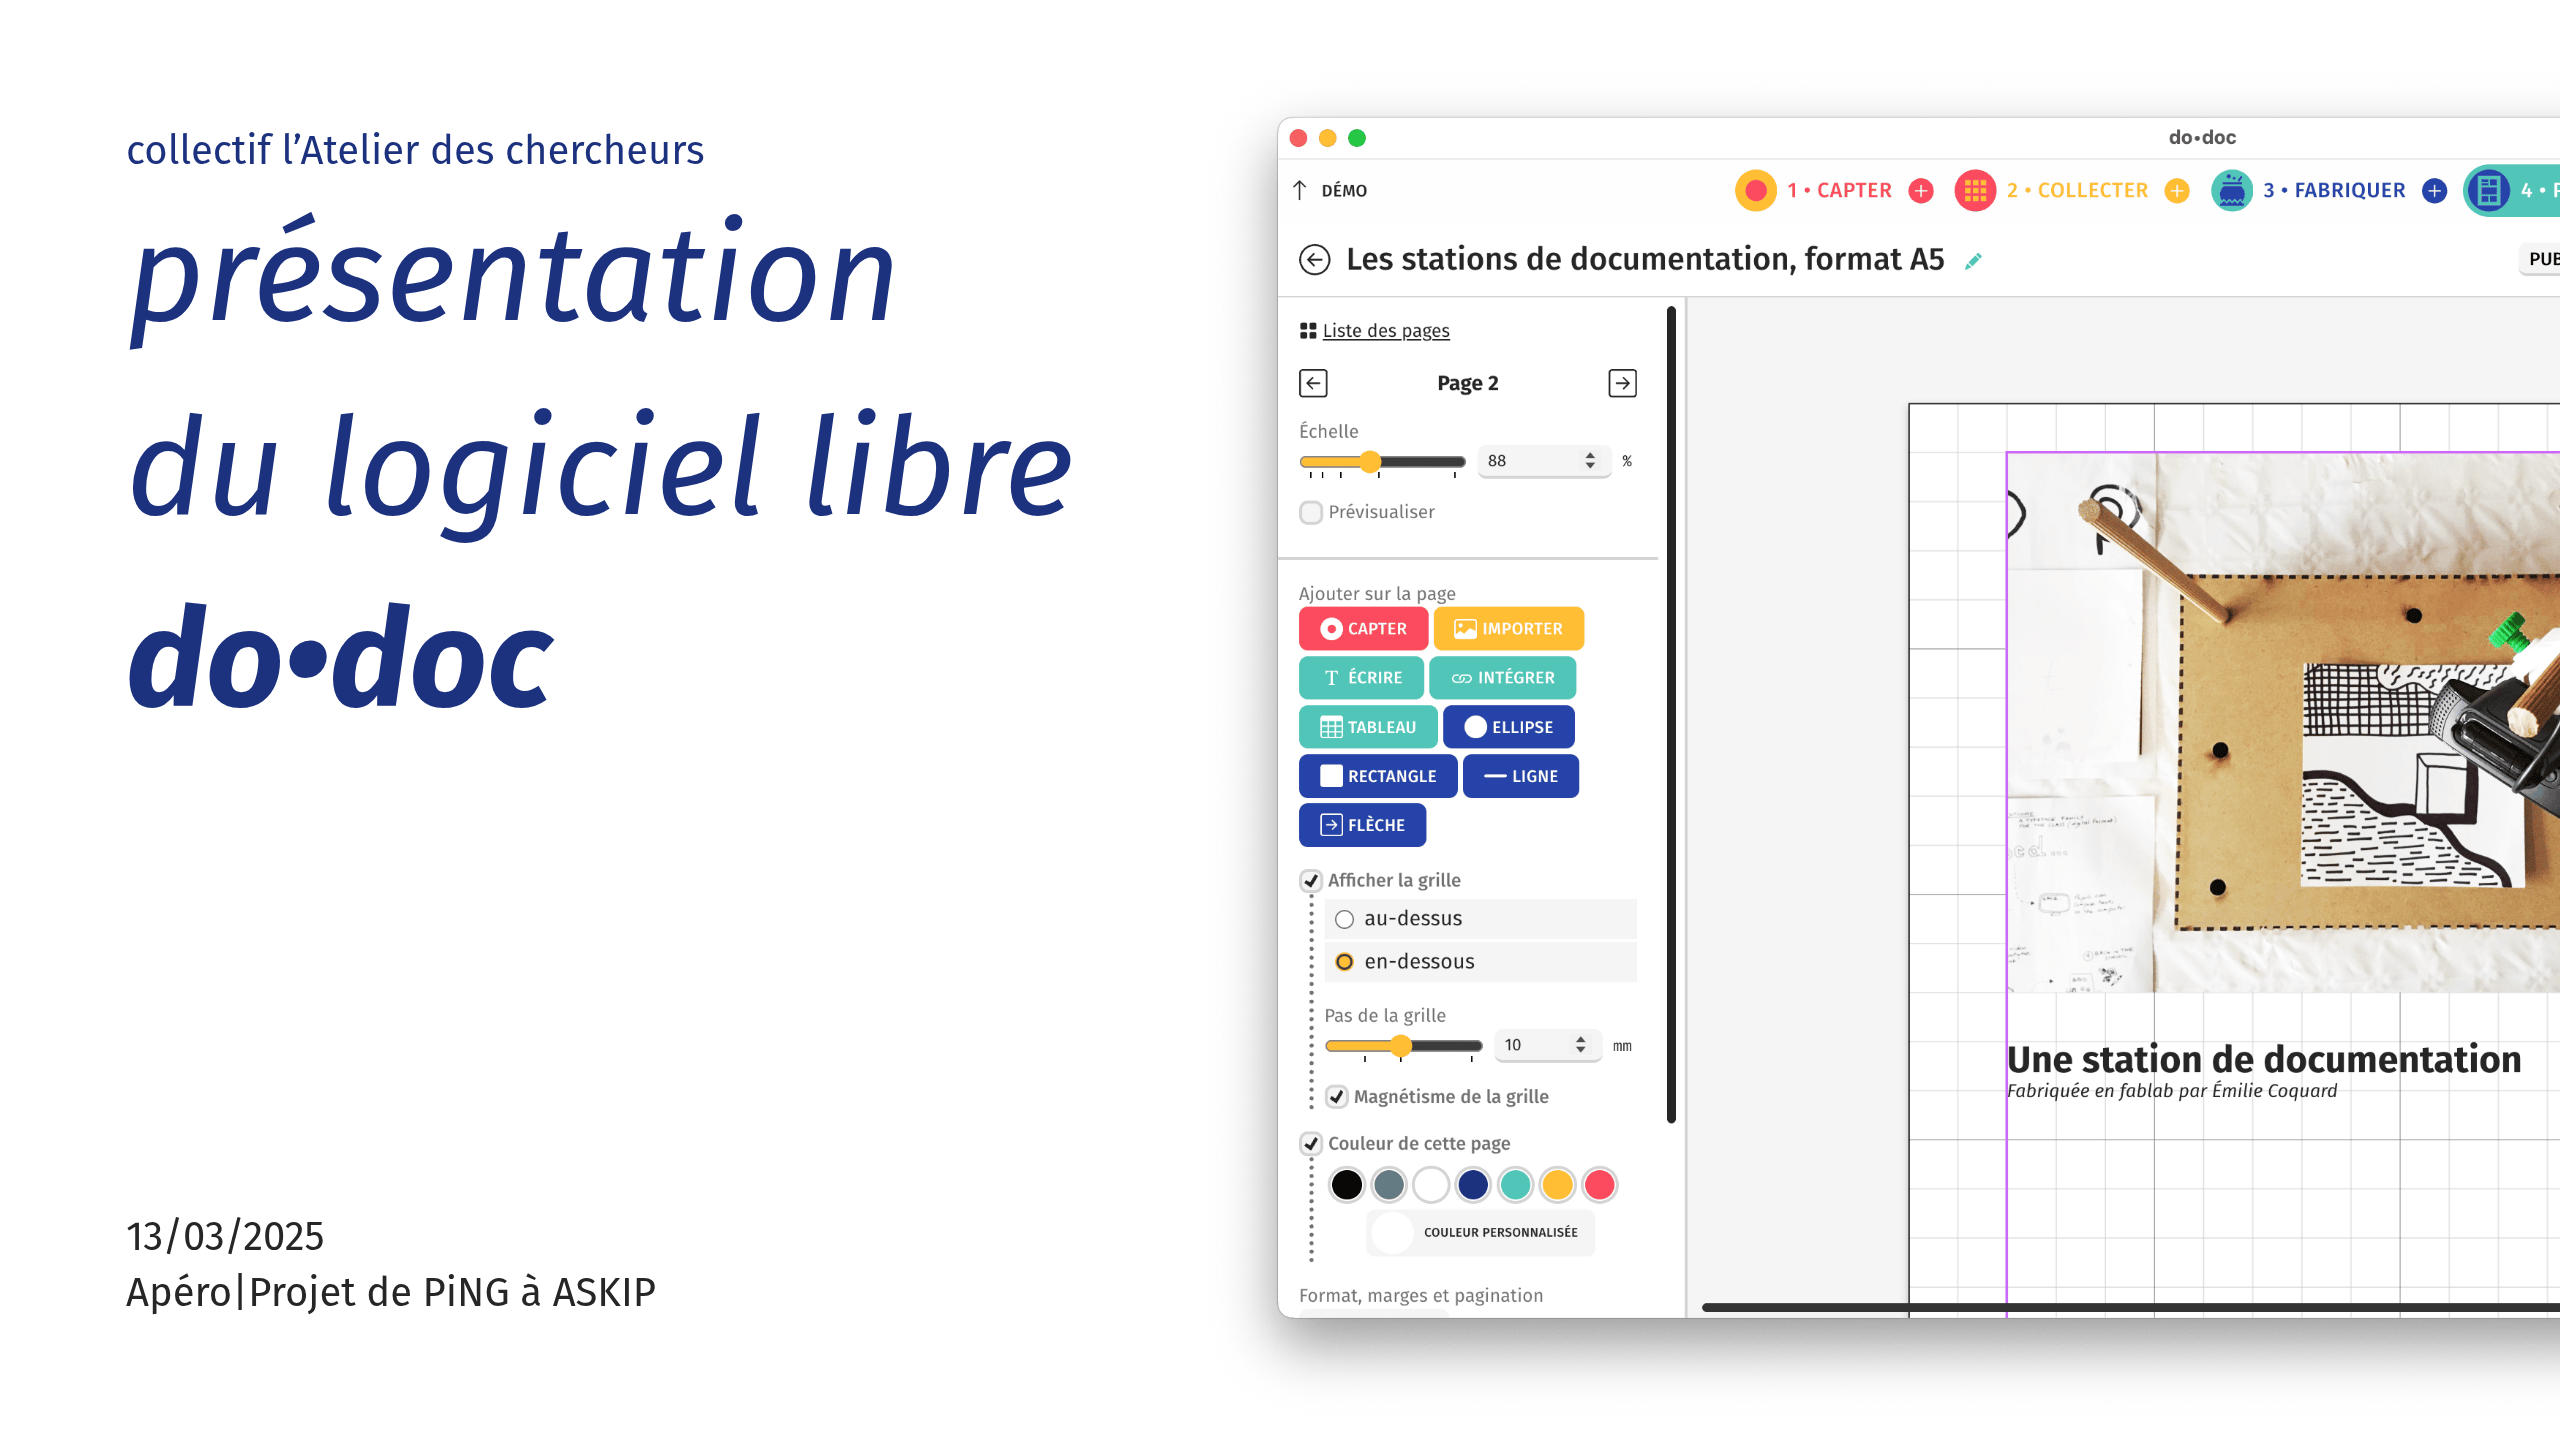 collectif l’Atelier des chercheurs
présentation
du logiciel libre
do•doc
13/03/2025
Apéro|Projet de PiNG à ASKIP
do•doc
DÉMO
1 • CAPTER
2 • COLLECTER
3 • FABRIQUER
4 •
Les stations de documentation, format A5
Liste des pages
Page 2
Échelle
88 %
Prévisualiser
Ajouter sur la page
CAPTER
IMPORTER
T ÉCRIRE
INTÉGRER
TABLEAU
ELLIPSE
RECTANGLE
LIGNE
FLÈCHE
Afficher la grille
au-dessus
en-dessous
Pas de la grille
10 mm
Magnétisme de la grille
Couleur de cette page
COULEUR PERSONNALISÉE
Format, marges et pagination
Une station de documentation
Fabriquée en fablab par Émilie Coquard